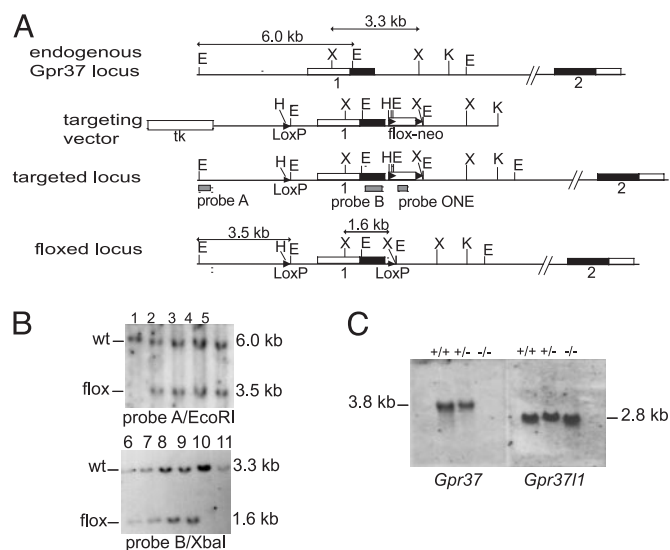 A
3.3 kb
6.0 kb
endogenous
Gpr37 locus
E X E X K E
1 2
targeting
vector
tk
H E X E HE X X K
LoxP 1 flox-neo
targeted locus
E H E X E HE X X K E
LoxP 1 2
probe A probe B probe ONE
1.6 kb
3.5 kb
floxed locus
E H E X E X E X K E
LoxP 1 LoxP 2
B
1 2 3 4 5
wt 6.0 kb
flox 3.5 kb
probe A/EcoRI
6 7 8 9 10 11
wt 3.3 kb
flox 1.6 kb
probe B/XbaI
C
+/+ +/- -/- +/+ +/- -/-
3.8 kb 2.8 kb
Gpr37 Gpr37l1